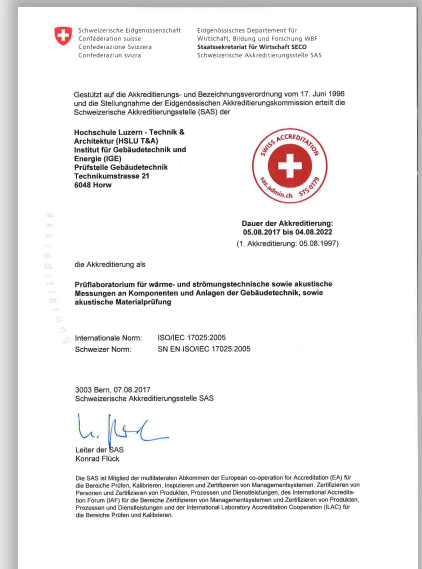 Schweizerische Eidgenossenschaft
Confédération suisse
Confederazione Svizzera
Confederaziun svizra
Eidgenössisches Departement für
Wirtschaft, Bildung und Forschung WBF
Staatssekretariat für Wirtschaft SECO
Schweizerische Akkreditierungsstelle SAS
Gestützt auf die Akkreditierungs- und Bezeichnungsverordnung vom 17. Juni 1996
und die Stellungnahme der Eidgenössischen Akkreditierungskommission erteilt die
Schweizerische Akkreditierungsstelle (SAS) der
Hochschule Luzern - Technik &
Architektur (HSLU T&A)
Institut für Gebäudetechnik und
Energie (IGE)
Prüfstelle Gebäudetechnik
Technikumstrasse 21
6048 Horw
SWISS ACCREDITATION
sas.admin.ch STS 0179
Dauer der Akkreditierung:
05.08.2017 bis 04.08.2022
(1. Akkreditierung: 05.08.1997)
akkreditierung
die Akkreditierung als
Prüflaboratorium für wärme- und strömungstechnische sowie akustische
Messungen an Komponenten und Anlagen der Gebäudetechnik, sowie
akustische Materialprüfung
Internationale Norm: ISO/IEC 17025:2005
Schweizer Norm: SN EN ISO/IEC 17025:2005
3003 Bern, 07.08.2017
Schweizerische Akkreditierungsstelle SAS
Leiter der SAS
Konrad Flück
Die SAS ist Mitglied der multilateralen Abkommen der European co-operation for Accreditation (EA) für
die Bereiche Prüfen, Kalibrieren, Inspizieren und Zertifizieren von Managementsystemen, Zertifizieren von
Personen und Zertifizieren von Produkten, Prozessen und Dienstleistungen, des International Accredita-
tion Forum (IAF) für die Bereiche Zertifizieren von Managementsystemen und Zertifizieren von Produkten,
Prozessen und Dienstleistungen und der International Laboratory Accreditation Cooperation (ILAC) für
die Bereiche Prüfen und Kalibrieren.